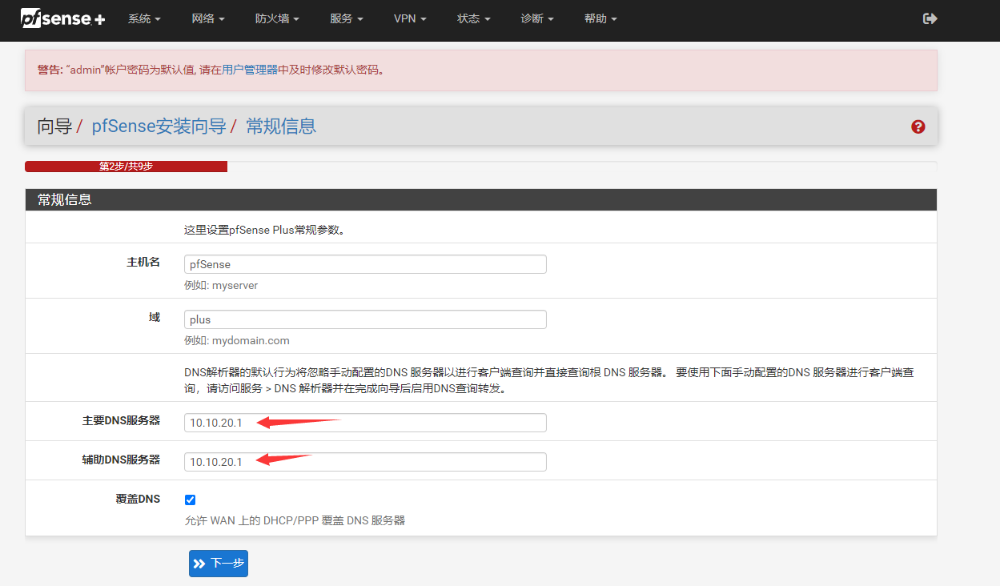 pfsense+ 系统 网络 防火墙 服务 VPN 状态 诊断 帮助
警告: “admin”帐户密码为默认值, 请在用户管理器中及时修改默认密码。
向导 / pfSense安装向导 / 常规信息
第2步/共9步
常规信息
这里设置pfSense Plus常规参数。
主机名 pfSense
例如: myserver
域 plus
例如: mydomain.com
DNS解析器的默认行为将忽略手动配置的DNS 服务器以进行客户端查询并直接查询根 DNS 服务器。 要使用下面手动配置的DNS 服务器进行客户端查
询，请访问服务 > DNS 解析器并在完成向导后启用DNS查询转发。
主要DNS服务器 10.10.20.1
辅助DNS服务器 10.10.20.1
覆盖DNS
允许 WAN 上的 DHCP/PPP 覆盖 DNS 服务器
下一步